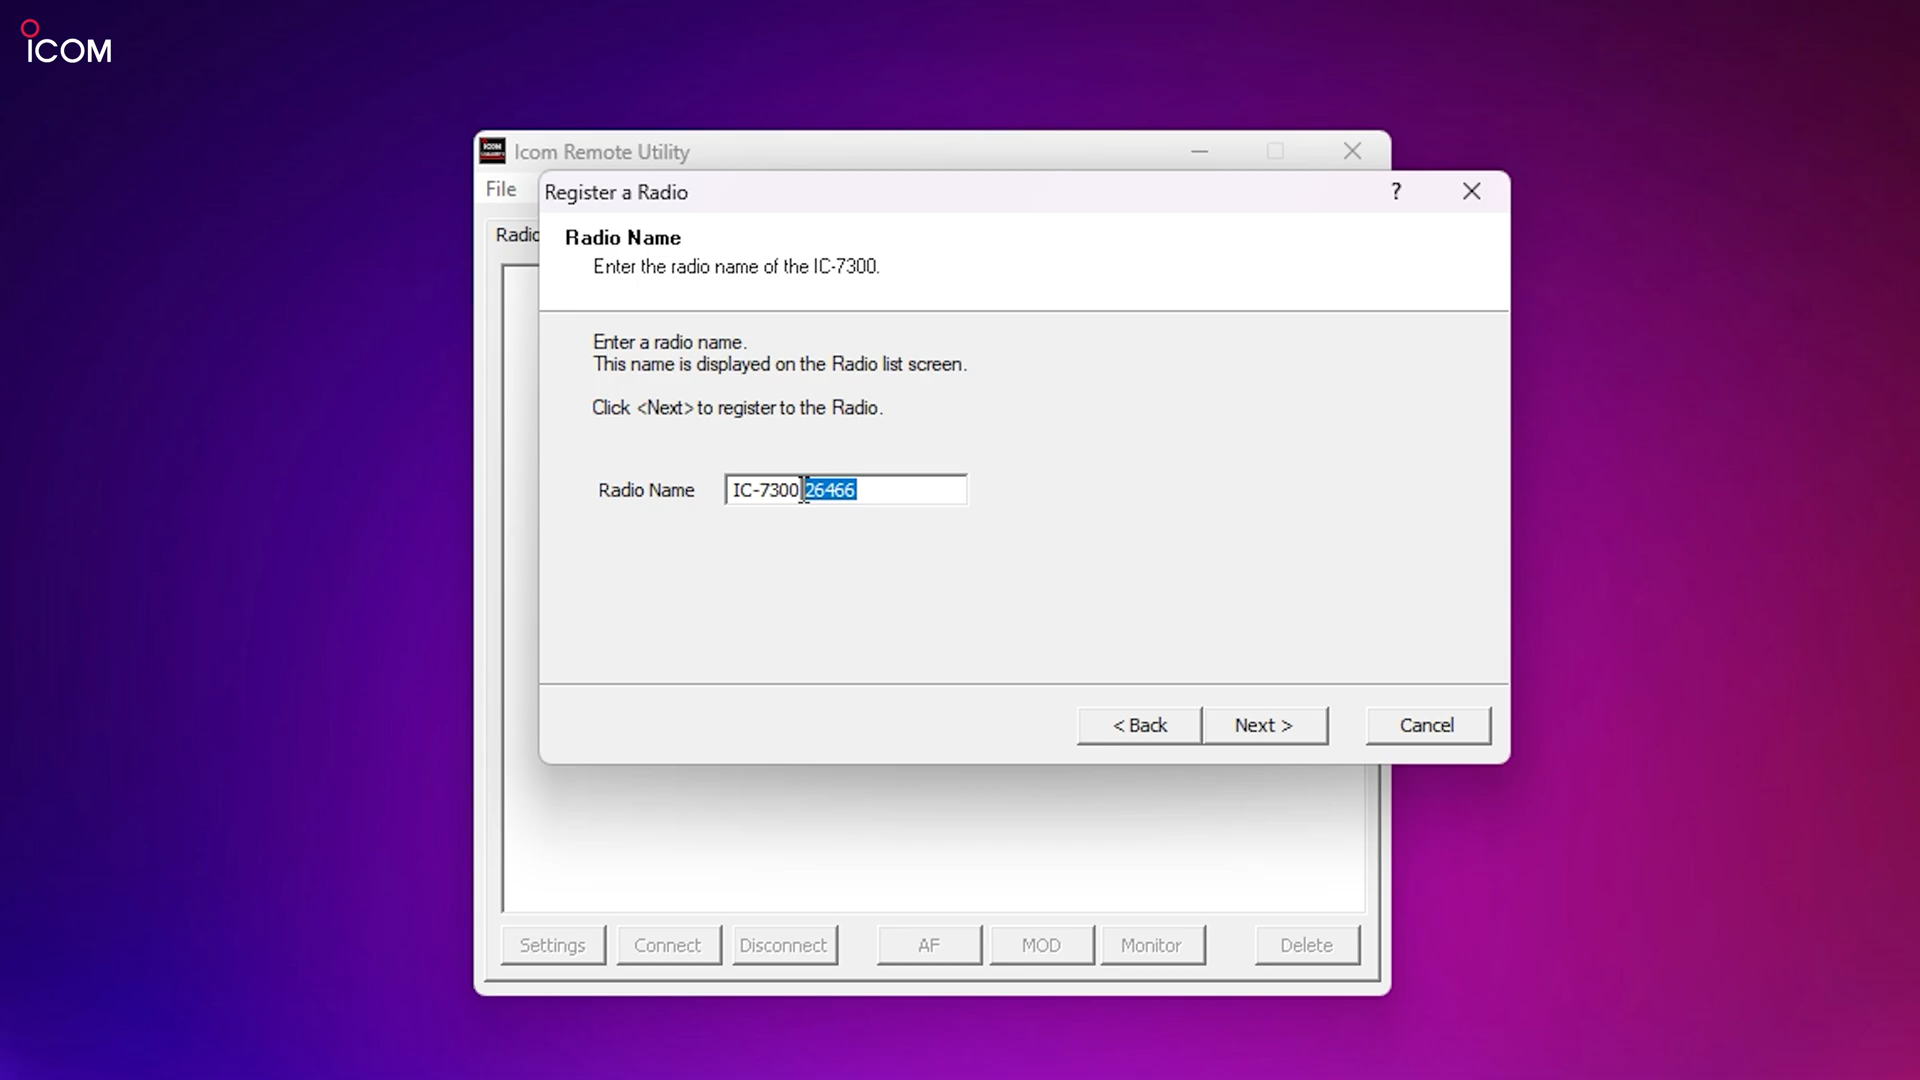 ICOM
Icom Remote Utility
File
Register a Radio
?
Radio
Radio Name
Enter the radio name of the IC-7300.
Enter a radio name.
This name is displayed on the Radio list screen.
Click <Next> to register to the Radio.
Radio Name
IC-7300 26466
< Back
Next >
Cancel
Settings
Connect
Disconnect
AF
MOD
Monitor
Delete